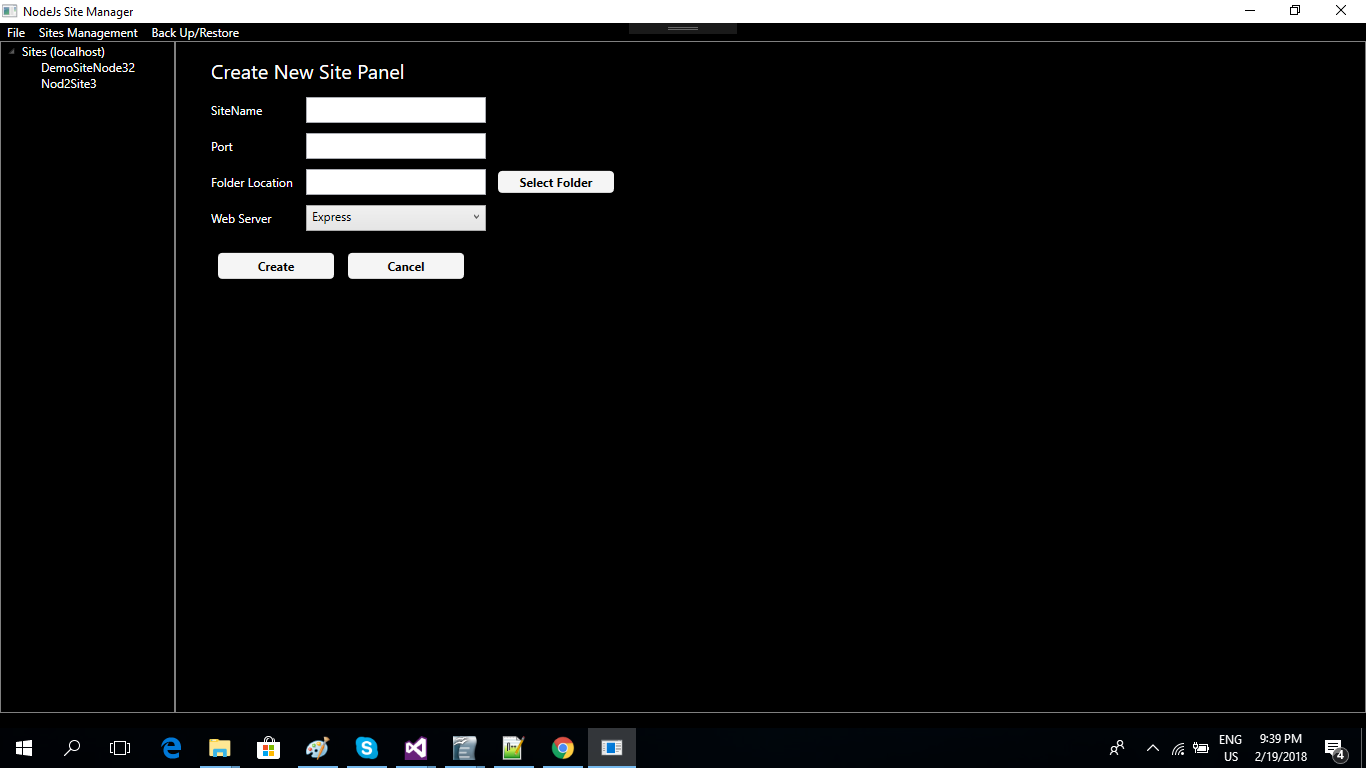 NodeJs Site Manager
File Sites Management Back Up/Restore
Sites (localhost)
DemoSiteNode32
Nod2Site3
Create New Site Panel
SiteName
Port
Folder Location Select Folder
Web Server Express
Create Cancel
ENG 9:39 PM
US 2/19/2018 4